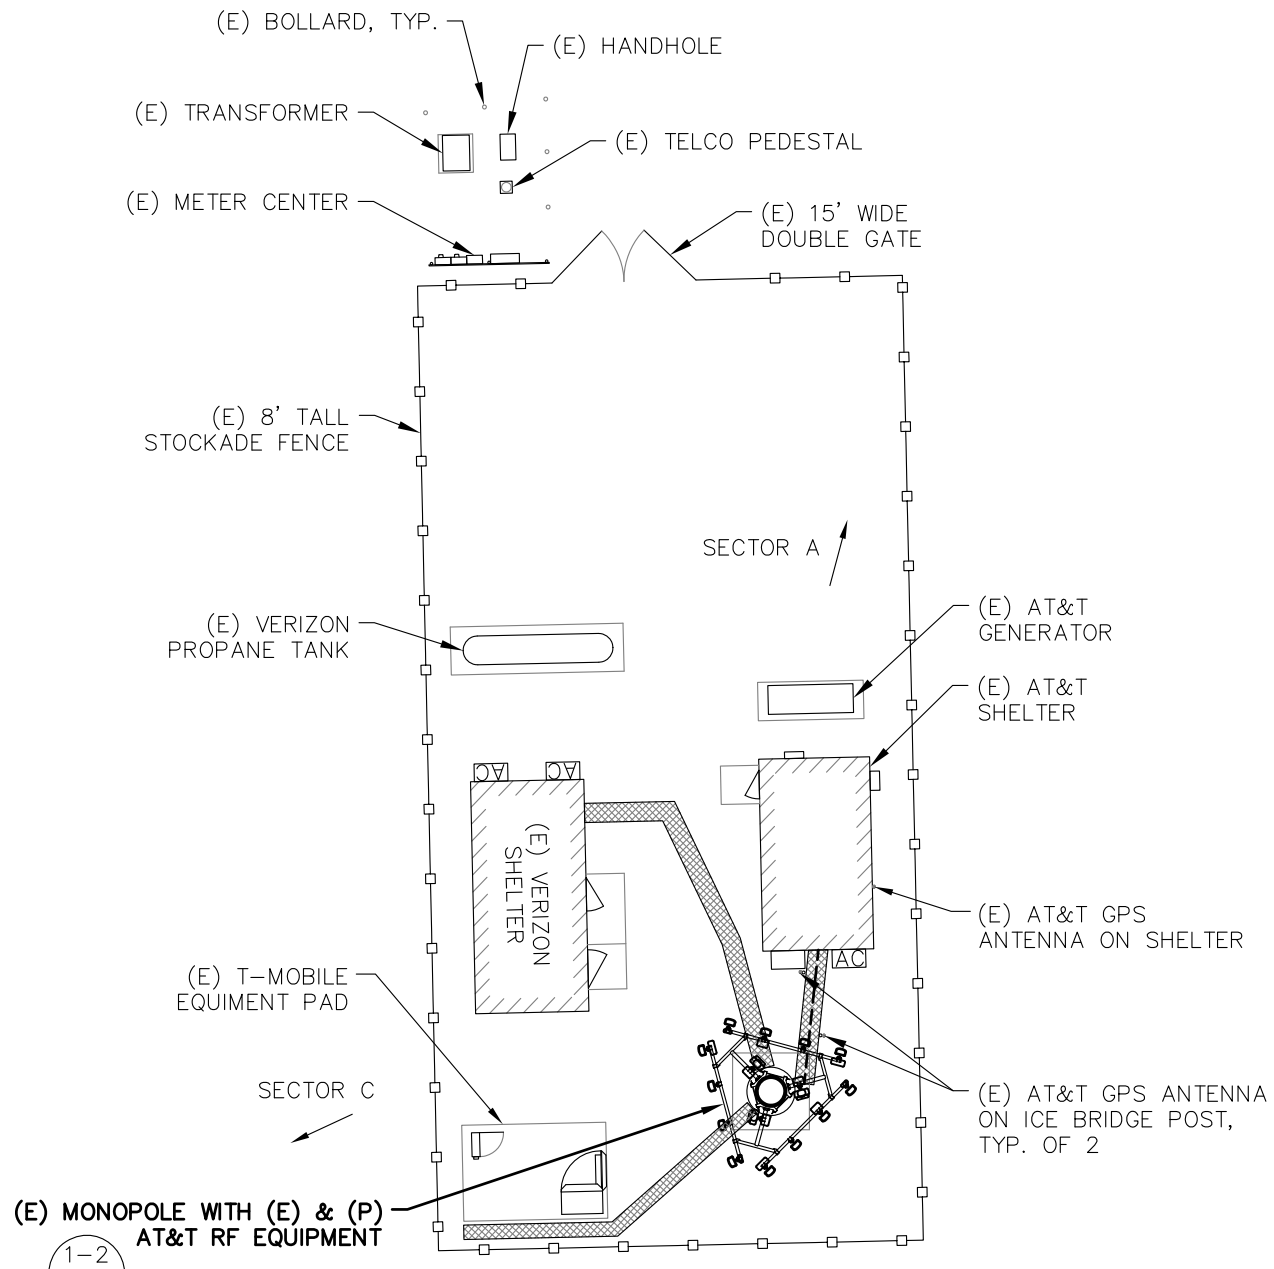 (E) BOLLARD, TYP.
(E) HANDHOLE
(E) TRANSFORMER
(E) TELCO PEDESTAL
(E) METER CENTER
(E) 15' WIDE
DOUBLE GATE
(E) 8' TALL
STOCKADE FENCE
SECTOR A
(E) VERIZON
PROPANE TANK
(E) AT&T
GENERATOR
(E) AT&T
SHELTER
AC
AC
(E) VERIZON
SHELTER
(E) AT&T GPS
ANTENNA ON SHELTER
AC
(E) T-MOBILE
EQUIMENT PAD
SECTOR C
(E) AT&T GPS ANTENNA
ON ICE BRIDGE POST,
TYP. OF 2
(E) MONOPOLE WITH (E) & (P)
AT&T RF EQUIPMENT
1-2